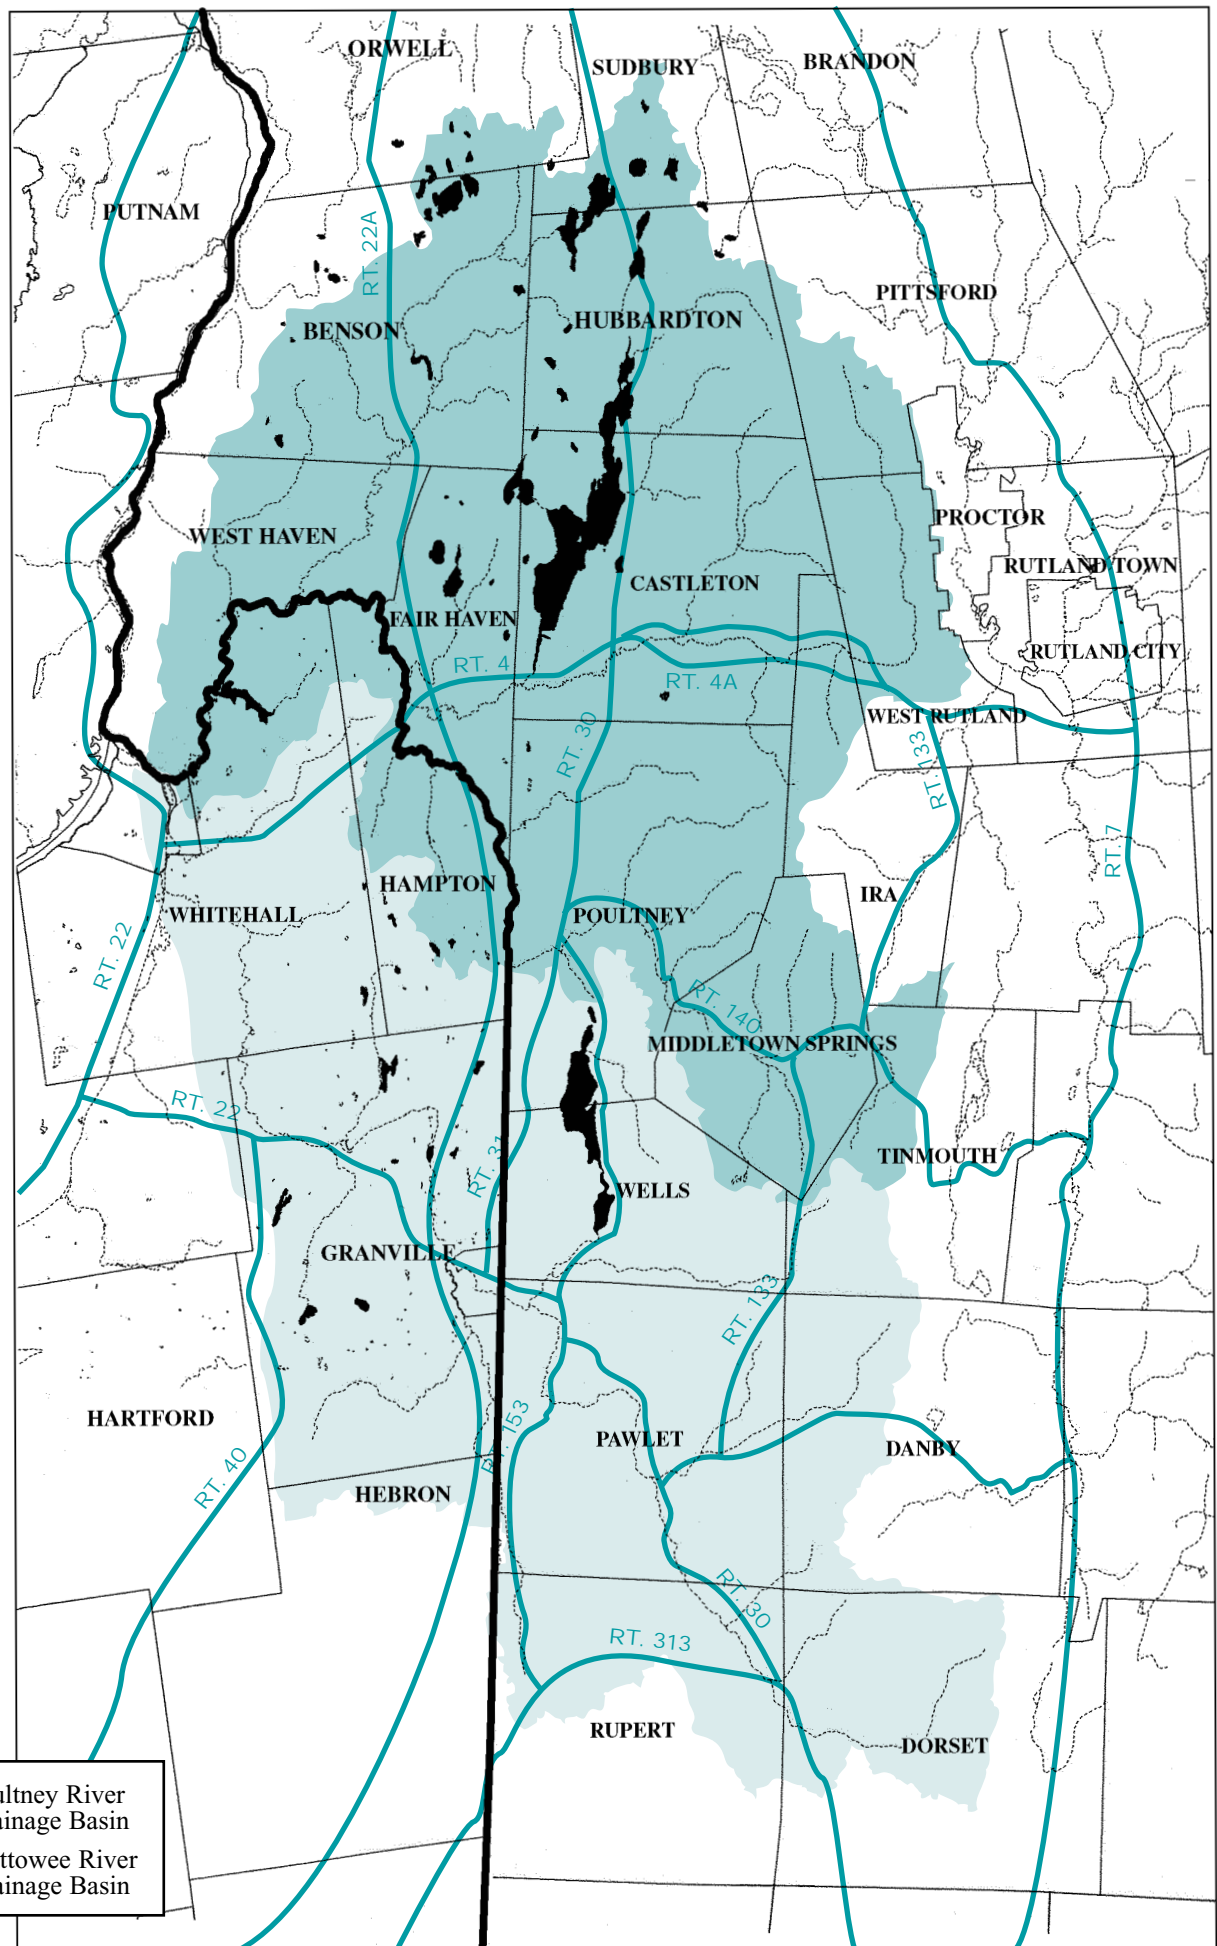 ORWELL
SUDBURY
BRANDON
PUTNAM
RT. 22A
BENSON
HUBBARDTON
PITTSFORD
WEST HAVEN
PROCTOR
RUTLAND TOWN
CASTLETON
FAIR HAVEN
RUTLAND CITY
RT. 4
RT. 4A
WEST RUTLAND
RT. 30
RT. 133
RT. 7
HAMPTON
IRA
WHITEHALL
POULTNEY
RT. 22
RT. 140
MIDDLETOWN SPRINGS
RT. 22
RT. 31
TINMOUTH
WELLS
GRANVILLE
RT. 133
HARTFORD
RT. 153
PAWLET
DANBY
RT. 40
HEBRON
RT. 30
RT. 313
RUPERT
DORSET
ultney River
ainage Basin
ttowee River
ainage Basin